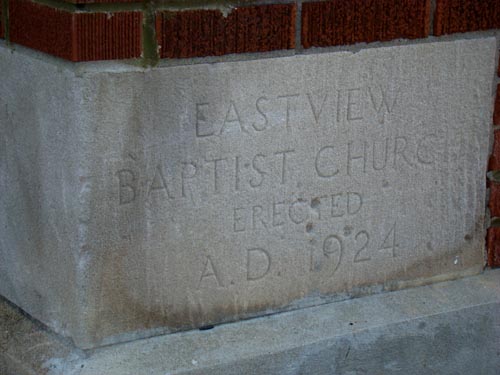 EASTVIEW
BAPTIST CHURCH
ERECTED
A.D. 1924